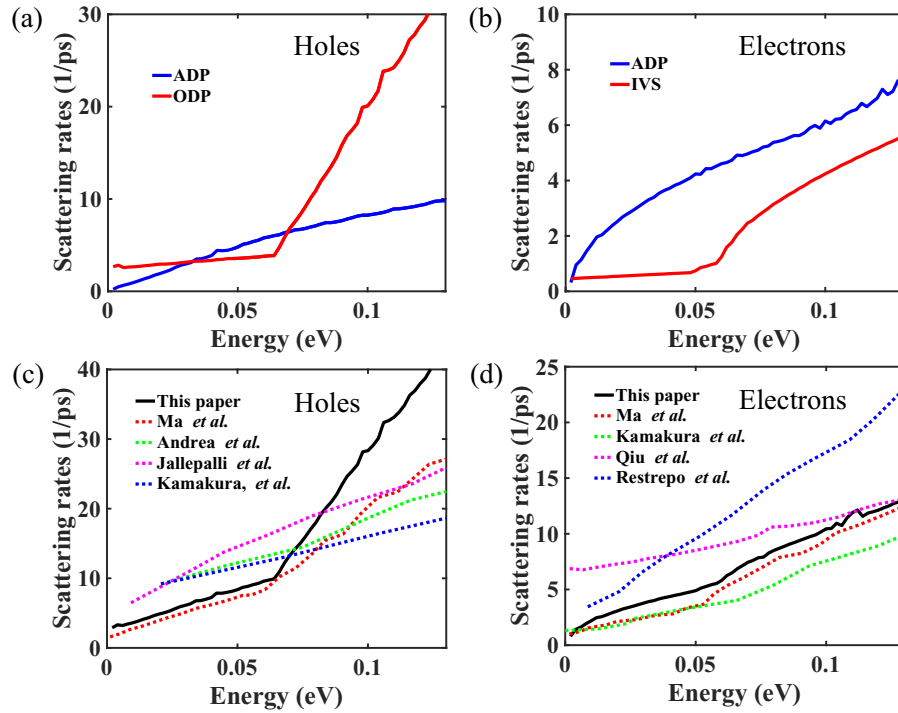 (a)
Holes
ADP
ODP
Scattering rates (1/ps)
30
20
10
0
0
0.05
0.1
Energy (eV)
(b)
Electrons
ADP
IVS
Scattering rates (1/ps)
10
8
6
4
2
0
0
0.05
0.1
Energy (eV)
(c)
Holes
This paper
Ma et al.
Andrea et al.
Jallepalli et al.
Kamakura, et al.
Scattering rates (1/ps)
40
30
20
10
0
0
0.05
0.1
Energy (eV)
(d)
Electrons
This paper
Ma et al.
Kamakura et al.
Qiu et al.
Restrepo et al.
Scattering rates (1/ps)
25
20
15
10
5
0
0
0.05
0.1
Energy (eV)